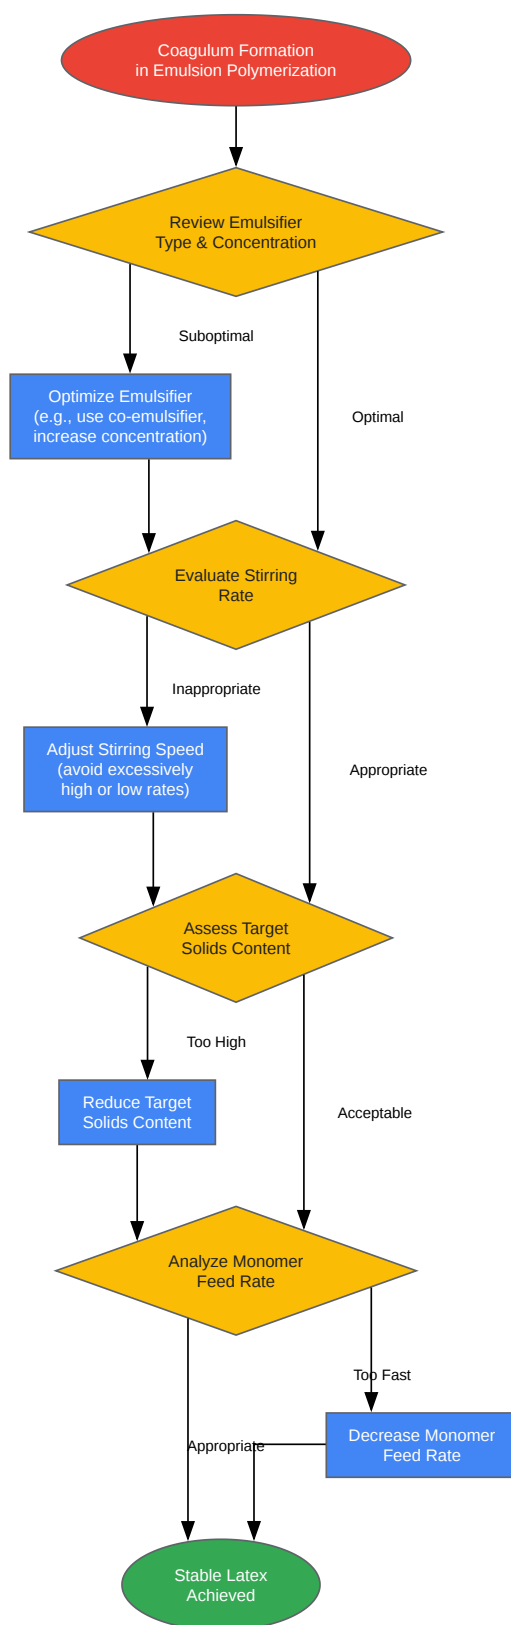 Coagulum Formation
in Emulsion Polymerization
Review Emulsifier
Type & Concentration
Suboptimal
Optimize Emulsifier
(e.g., use co-emulsifier,
increase concentration)
Optimal
Evaluate Stirring
Rate
Inappropriate
Adjust Stirring Speed
(avoid excessively
high or low rates)
Appropriate
Assess Target
Solids Content
Too High
Reduce Target
Solids Content
Acceptable
Analyze Monomer
Feed Rate
Too Fast
Decrease Monomer
Feed Rate
Appropriate
Stable Latex
Achieved